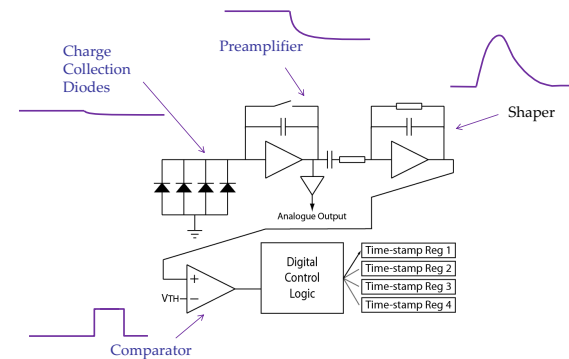 Preamplifier
Charge
Collection
Diodes
Shaper
Analogue Output
Digital
Control
Logic
Time-stamp Reg 1
Time-stamp Reg 2
Time-stamp Reg 3
Time-stamp Reg 4
+
VTH
−
Comparator